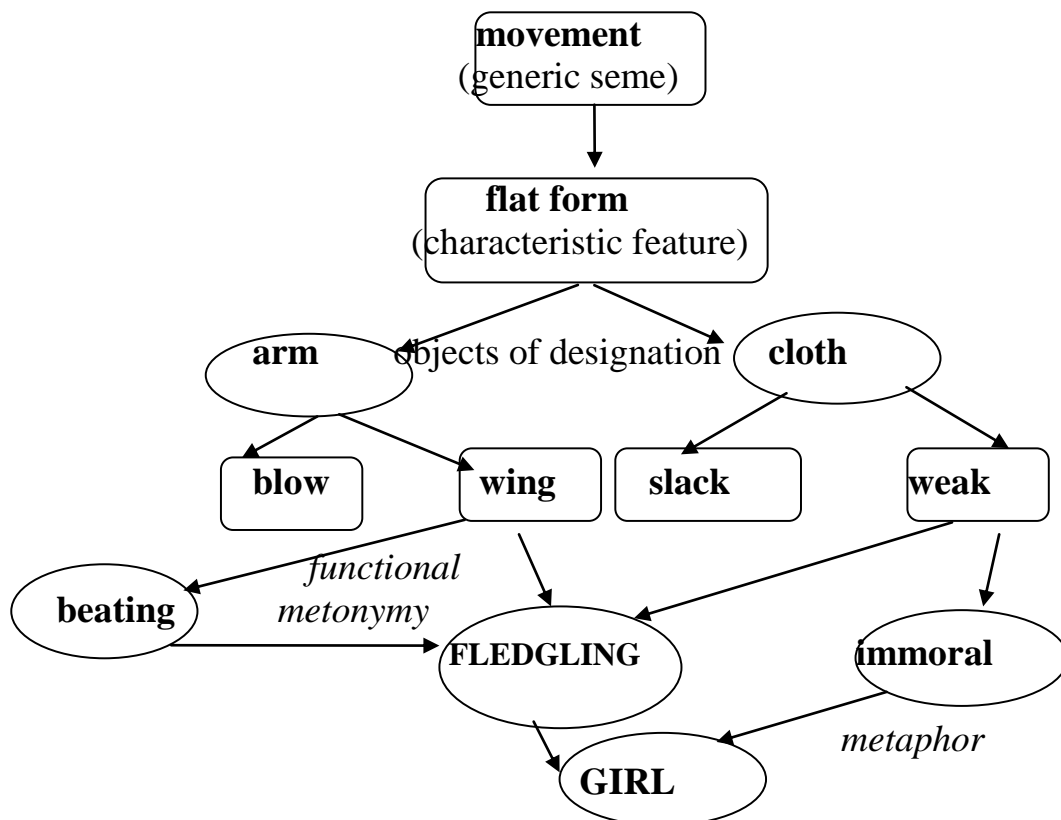 movement
(generic seme)
flat form
(characteristic feature)
arm
objects of designation
cloth
blow
wing
slack
weak
functional
metonymy
beating
FLEDGLING
immoral
metaphor
GIRL